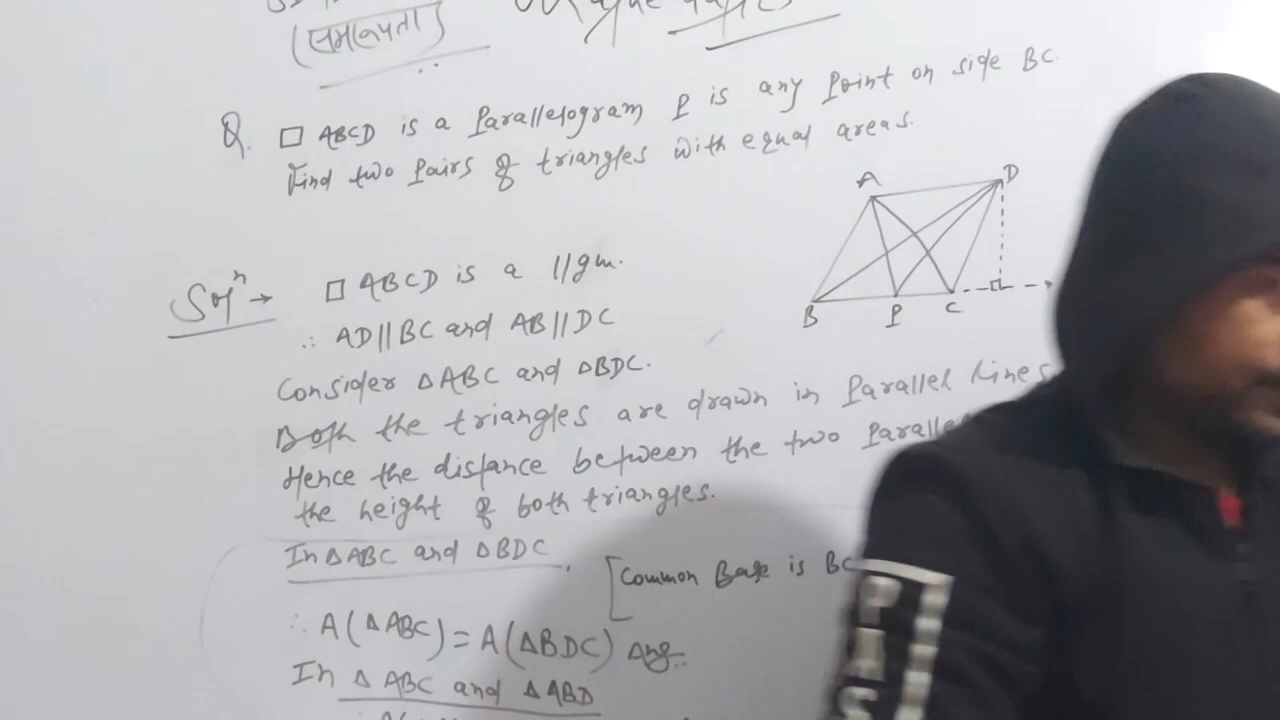 (समरूपता)
Q. □ ABCD is a Parallelogram P is any Point on side BC.
Find two Pairs of triangles with equal areas.
A D
B P C
Solⁿ → □ ABCD is a //gm.
∴ AD//BC and AB//DC
Consider ΔABC and ΔBDC.
Both the triangles are drawn in Parallel Lines
Hence the distance between the two Parallel
the height of both triangles.
In ΔABC and ΔBDC
[Common Base is BC
∴ A(ΔABC) = A(ΔBDC) Ans.
In Δ ABC and ΔABD